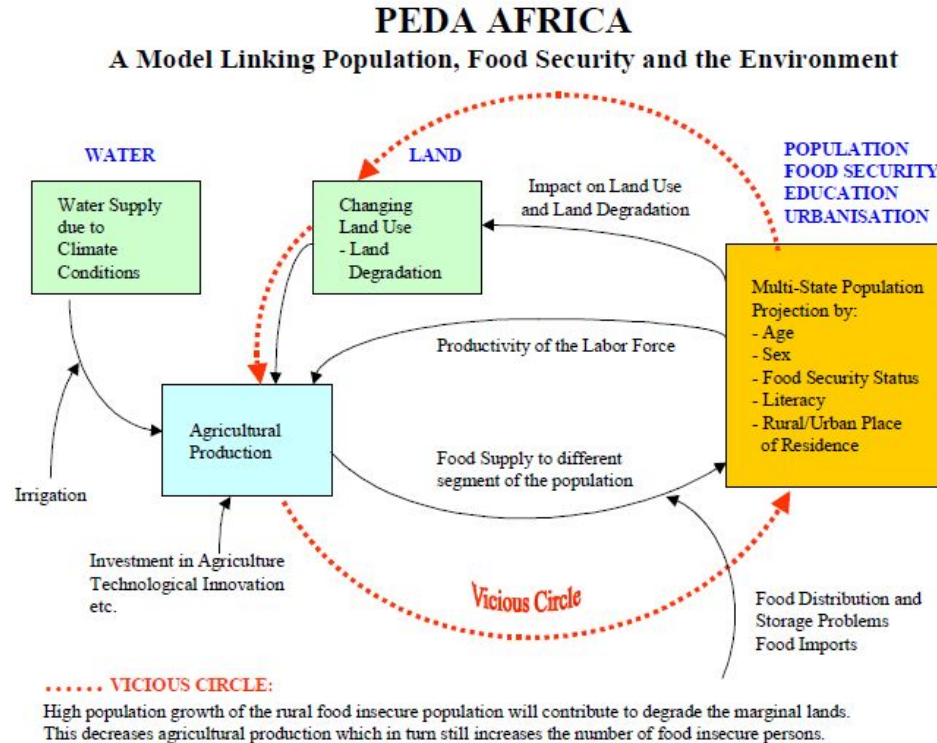 PEDA AFRICA
A Model Linking Population, Food Security and the Environment
WATER
LAND
POPULATION
FOOD SECURITY
EDUCATION
URBANISATION
Water Supply
due to
Climate
Conditions
Changing
Land Use
- Land
Degradation
Impact on Land Use
and Land Degradation
Multi-State Population
Projection by:
- Age
- Sex
- Food Security Status
- Literacy
- Rural/Urban Place
of Residence
Productivity of the Labor Force
Agricultural
Production
Food Supply to different
segment of the population
Irrigation
Investment in Agriculture
Technological Innovation
etc.
Vicious Circle
Food Distribution and
Storage Problems
Food Imports
...... VICIOUS CIRCLE:
High population growth of the rural food insecure population will contribute to degrade the marginal lands.
This decreases agricultural production which in turn still increases the number of food insecure persons.